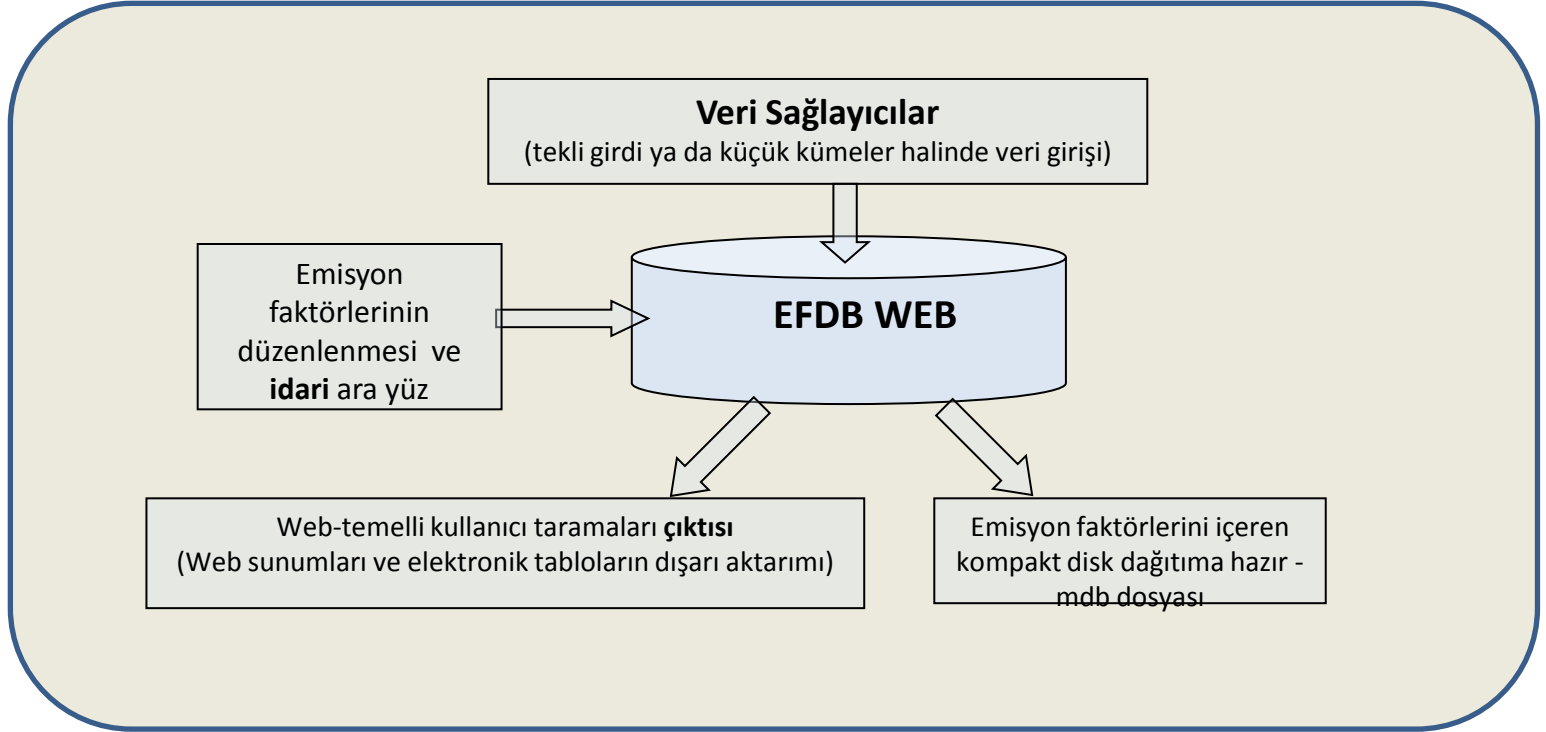 Veri Sağlayıcılar
(tekli girdi ya da küçük kümeler halinde veri girişi)
Emisyon
faktörlerinin
düzenlenmesi ve
idari ara yüz
EFDB WEB
Web-temelli kullanıcı taramaları çıktısı
(Web sunumları ve elektronik tabloların dışarı aktarımı)
Emisyon faktörlerini içeren
kompakt disk dağıtıma hazır -
mdb dosyası